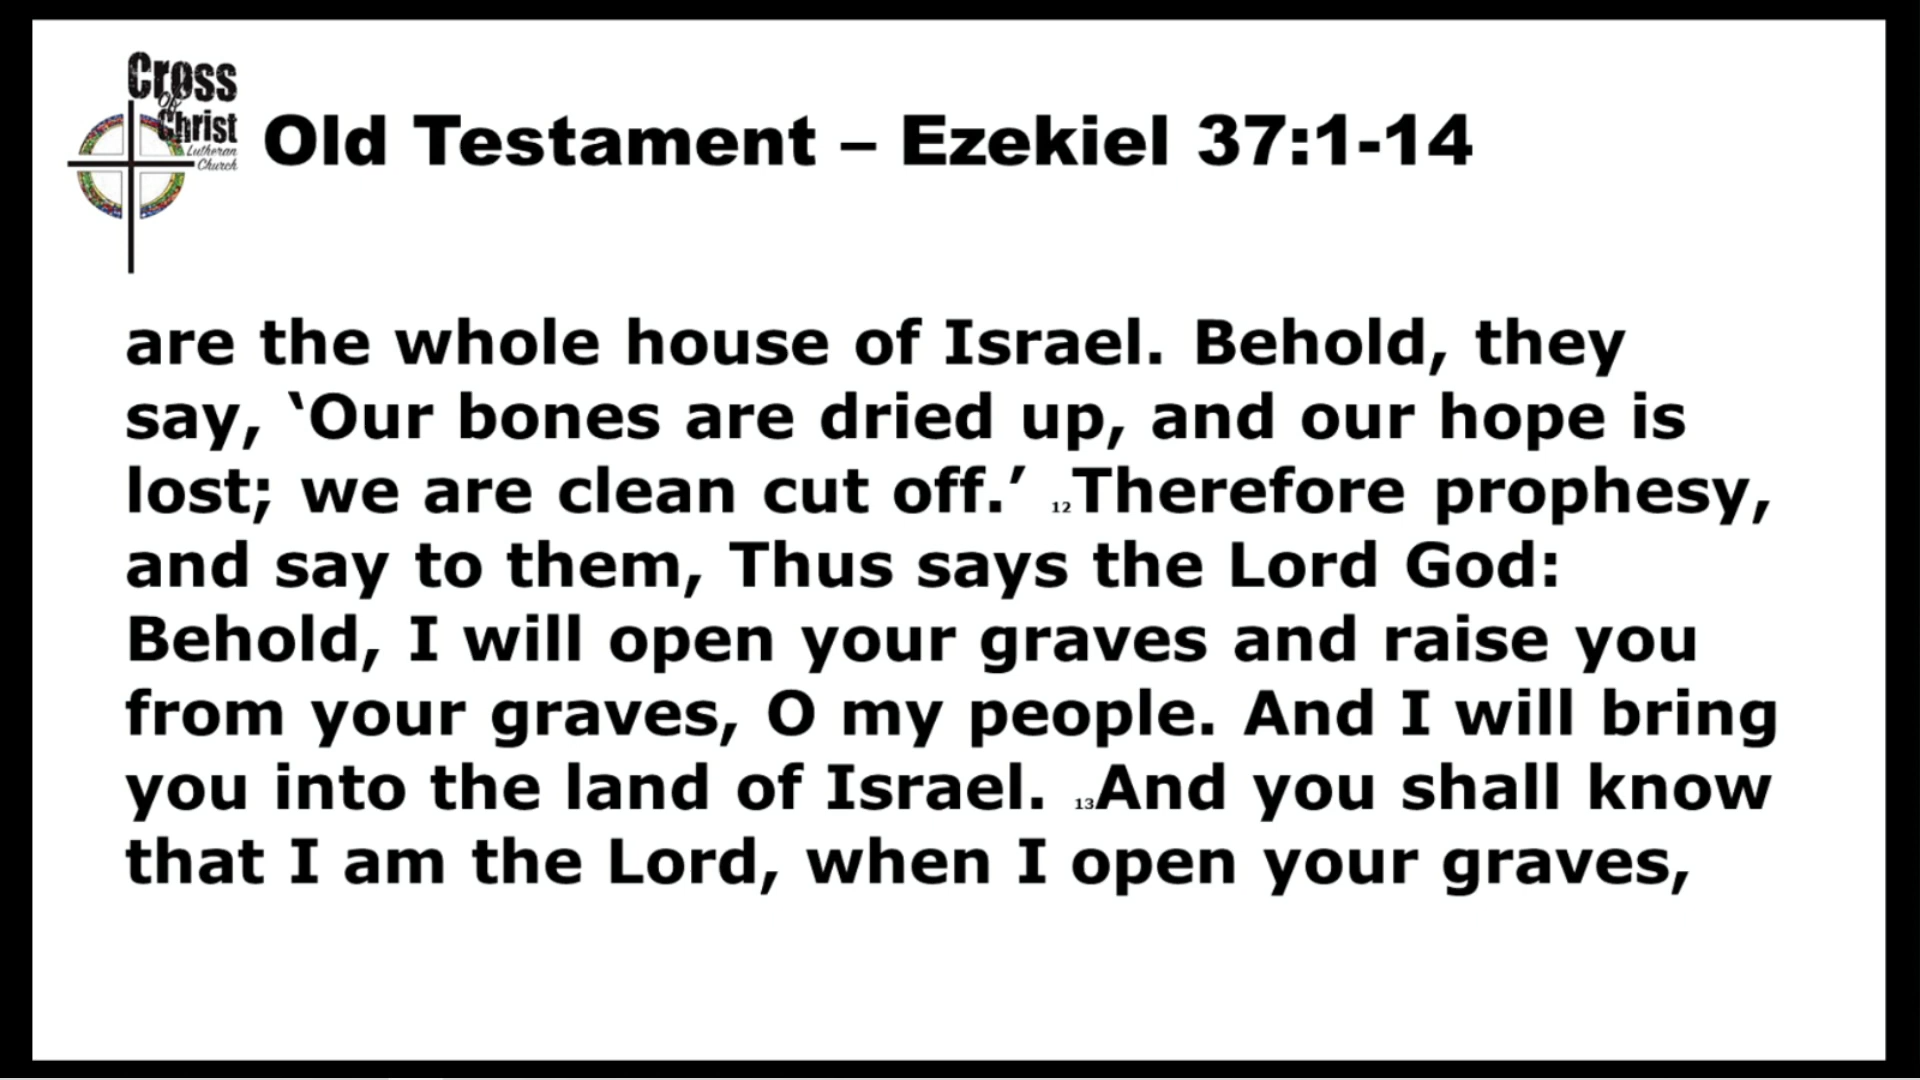 Cross
Of
Christ
Lutheran
Church
Old Testament – Ezekiel 37:1-14
are the whole house of Israel. Behold, they
say, ‘Our bones are dried up, and our hope is
lost; we are clean cut off.’ 12Therefore prophesy,
and say to them, Thus says the Lord God:
Behold, I will open your graves and raise you
from your graves, O my people. And I will bring
you into the land of Israel. 13And you shall know
that I am the Lord, when I open your graves,